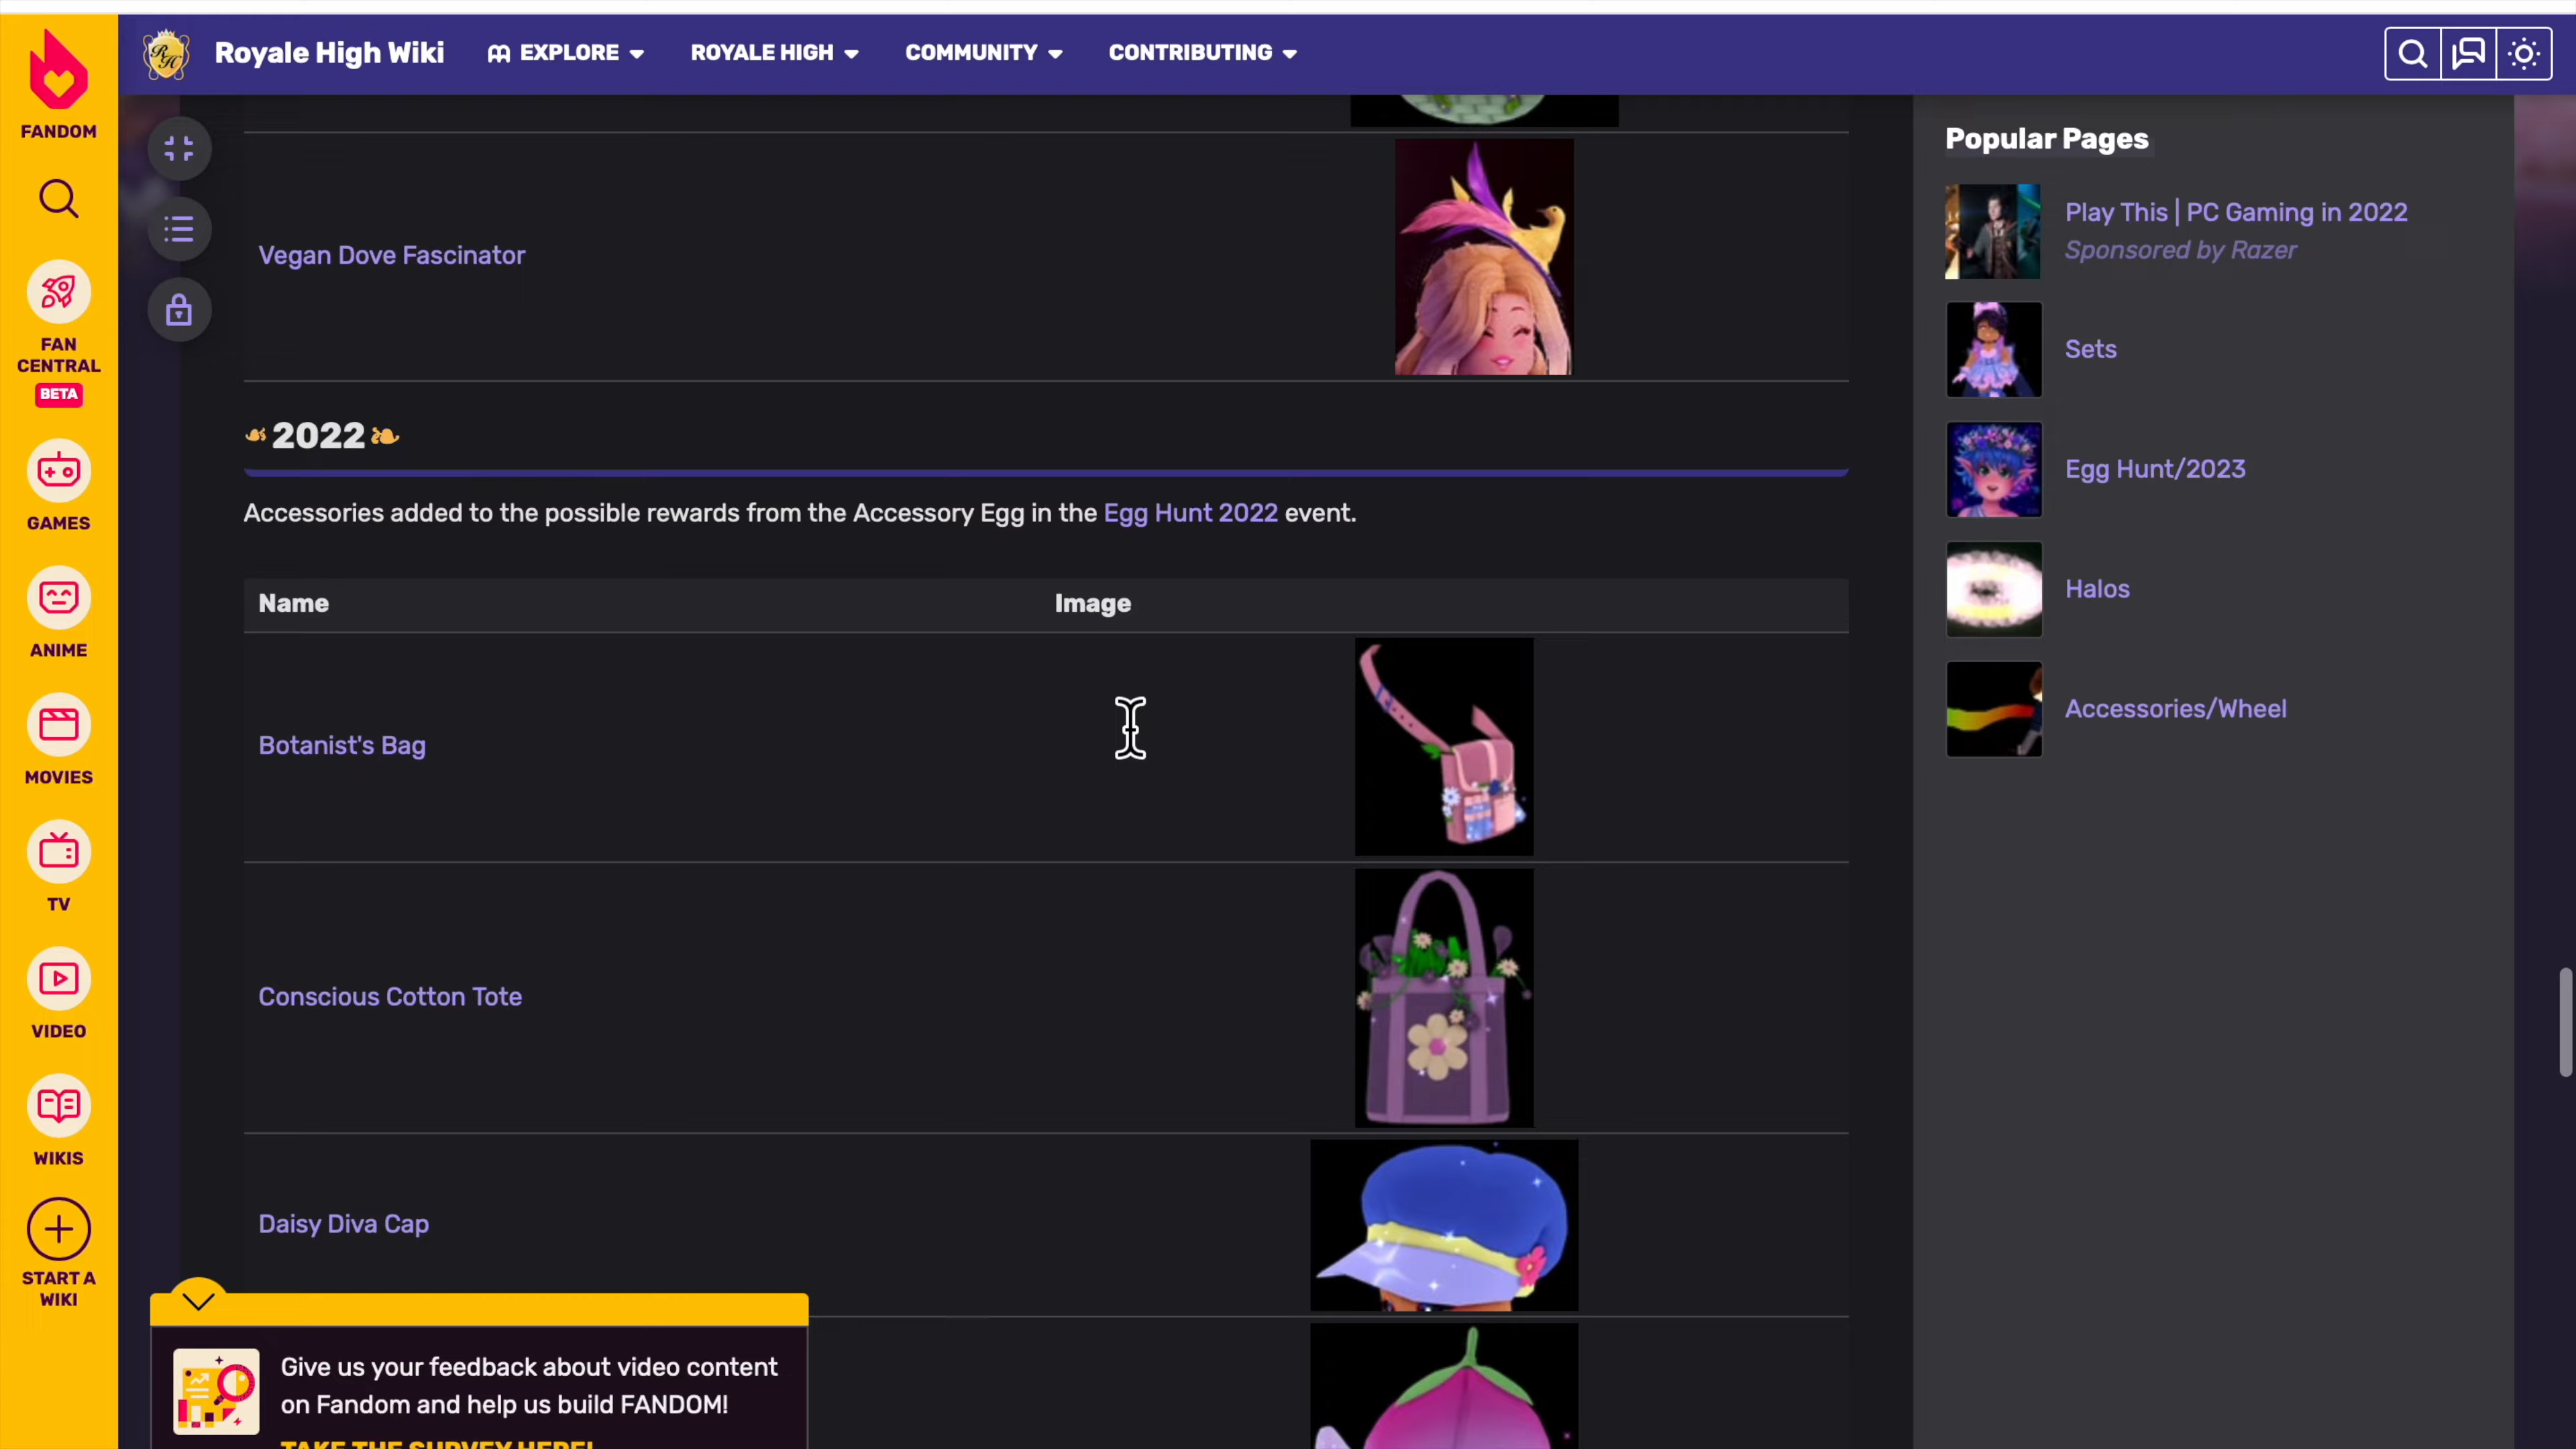 FANDOM
FAN
CENTRAL
BETA
GAMES
ANIME
MOVIES
TV
VIDEO
WIKIS
START A
WIKI
Royale High Wiki
EXPLORE
ROYALE HIGH
COMMUNITY
CONTRIBUTING
Vegan Dove Fascinator
2022
Accessories added to the possible rewards from the Accessory Egg in the Egg Hunt 2022 event.
Name Image
Botanist's Bag
Conscious Cotton Tote
Daisy Diva Cap
Give us your feedback about video content
on Fandom and help us build FANDOM!
TAKE THE SURVEY HERE!
Popular Pages
Play This | PC Gaming in 2022
Sponsored by Razer
Sets
Egg Hunt/2023
Halos
Accessories/Wheel